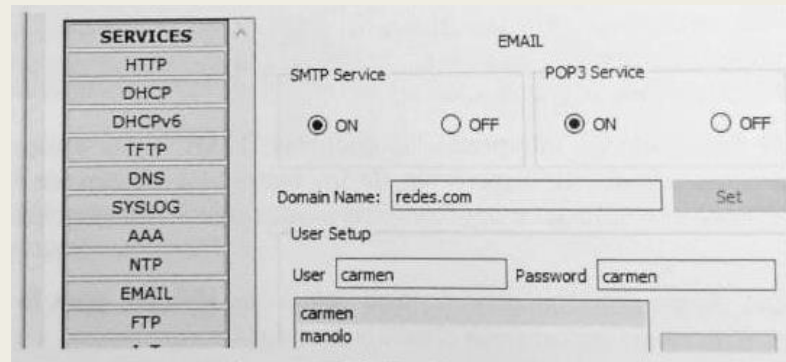 SERVICES
HTTP
DHCP
DHCPv6
TFTP
DNS
SYSLOG
AAA
NTP
EMAIL
FTP
EMAIL
SMTP Service
ON OFF
POP3 Service
ON OFF
Domain Name: redes.com Set
User Setup
User carmen Password carmen
carmen
manolo